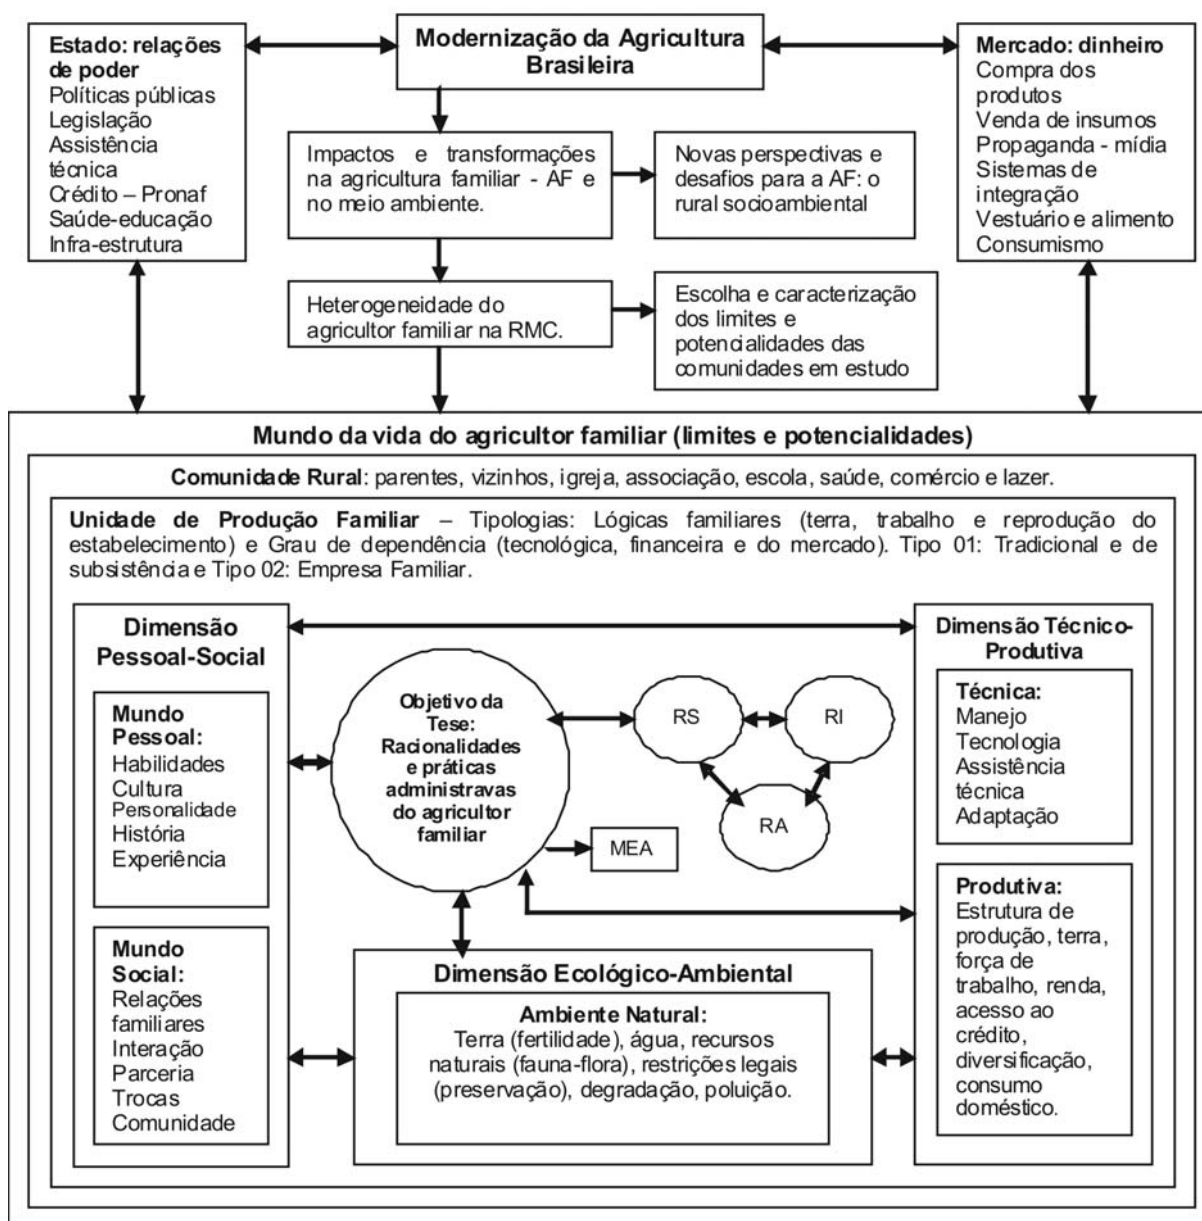 Estado: relações
de poder
Políticas públicas
Legislação
Assistência
técnica
Crédito – Pronaf
Saúde-educação
Infra-estrutura
Modernização da Agricultura
Brasileira
Mercado: dinheiro
Compra dos
produtos
Venda de insumos
Propaganda - mídia
Sistemas de
integração
Vestuário e alimento
Consumismo
Impactos e transformações
na agricultura familiar - AF e
no meio ambiente.
Novas perspectivas e
desafios para a AF: o
rural socioambiental
Heterogeneidade do
agricultor familiar na RMC.
Escolha e caracterização
dos limites e
potencialidades das
comunidades em estudo
Mundo da vida do agricultor familiar (limites e potencialidades)
Comunidade Rural: parentes, vizinhos, igreja, associação, escola, saúde, comércio e lazer.
Unidade de Produção Familiar – Tipologias: Lógicas familiares (terra, trabalho e reprodução do
estabelecimento) e Grau de dependência (tecnológica, financeira e do mercado). Tipo 01: Tradicional e de
subsistência e Tipo 02: Empresa Familiar.
Dimensão
Pessoal-Social
Mundo
Pessoal:
Habilidades
Cultura
Personalidade
História
Experiência
Mundo
Social:
Relações
familiares
Interação
Parceria
Trocas
Comunidade
Objetivo da
Tese:
Racionalidades
e práticas
administravas
do agricultor
familiar
RS
RI
RA
MEA
Dimensão Ecológico-Ambiental
Ambiente Natural:
Terra (fertilidade), água, recursos
naturais (fauna-flora), restrições legais
(preservação), degradação, poluição.
Dimensão Técnico-
Produtiva
Técnica:
Manejo
Tecnologia
Assistência
técnica
Adaptação
Produtiva:
Estrutura de
produção, terra,
força de
trabalho, renda,
acesso ao
crédito,
diversificação,
consumo
doméstico.